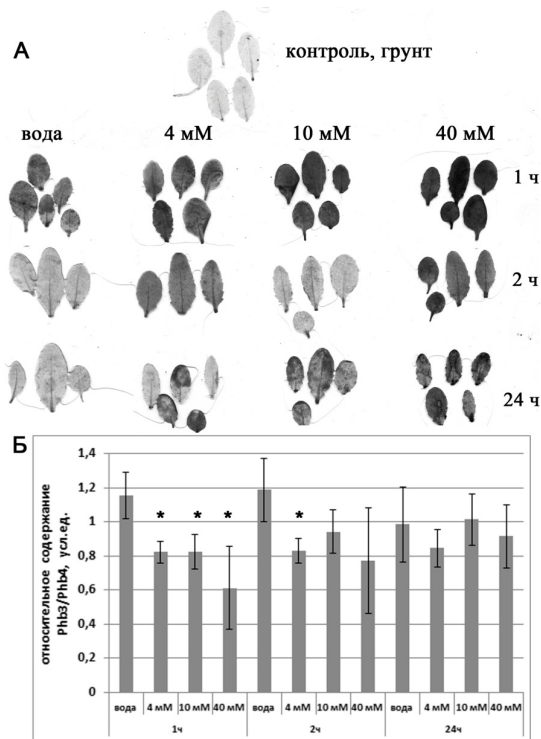 А
контроль, грунт
вода 4 мМ 10 мМ 40 мМ
1 ч
2 ч
24 ч
Б
относительное содержание
Phb3/Phb4, усл.ед.
1,4
1,2
1
0,8
0,6
0,4
0,2
0
* * * *
вода 4 мМ 10 мМ 40 мМ вода 4 мМ 10 мМ 40 мМ вода 4 мМ 10 мМ 40 мМ
1ч 2ч 24ч